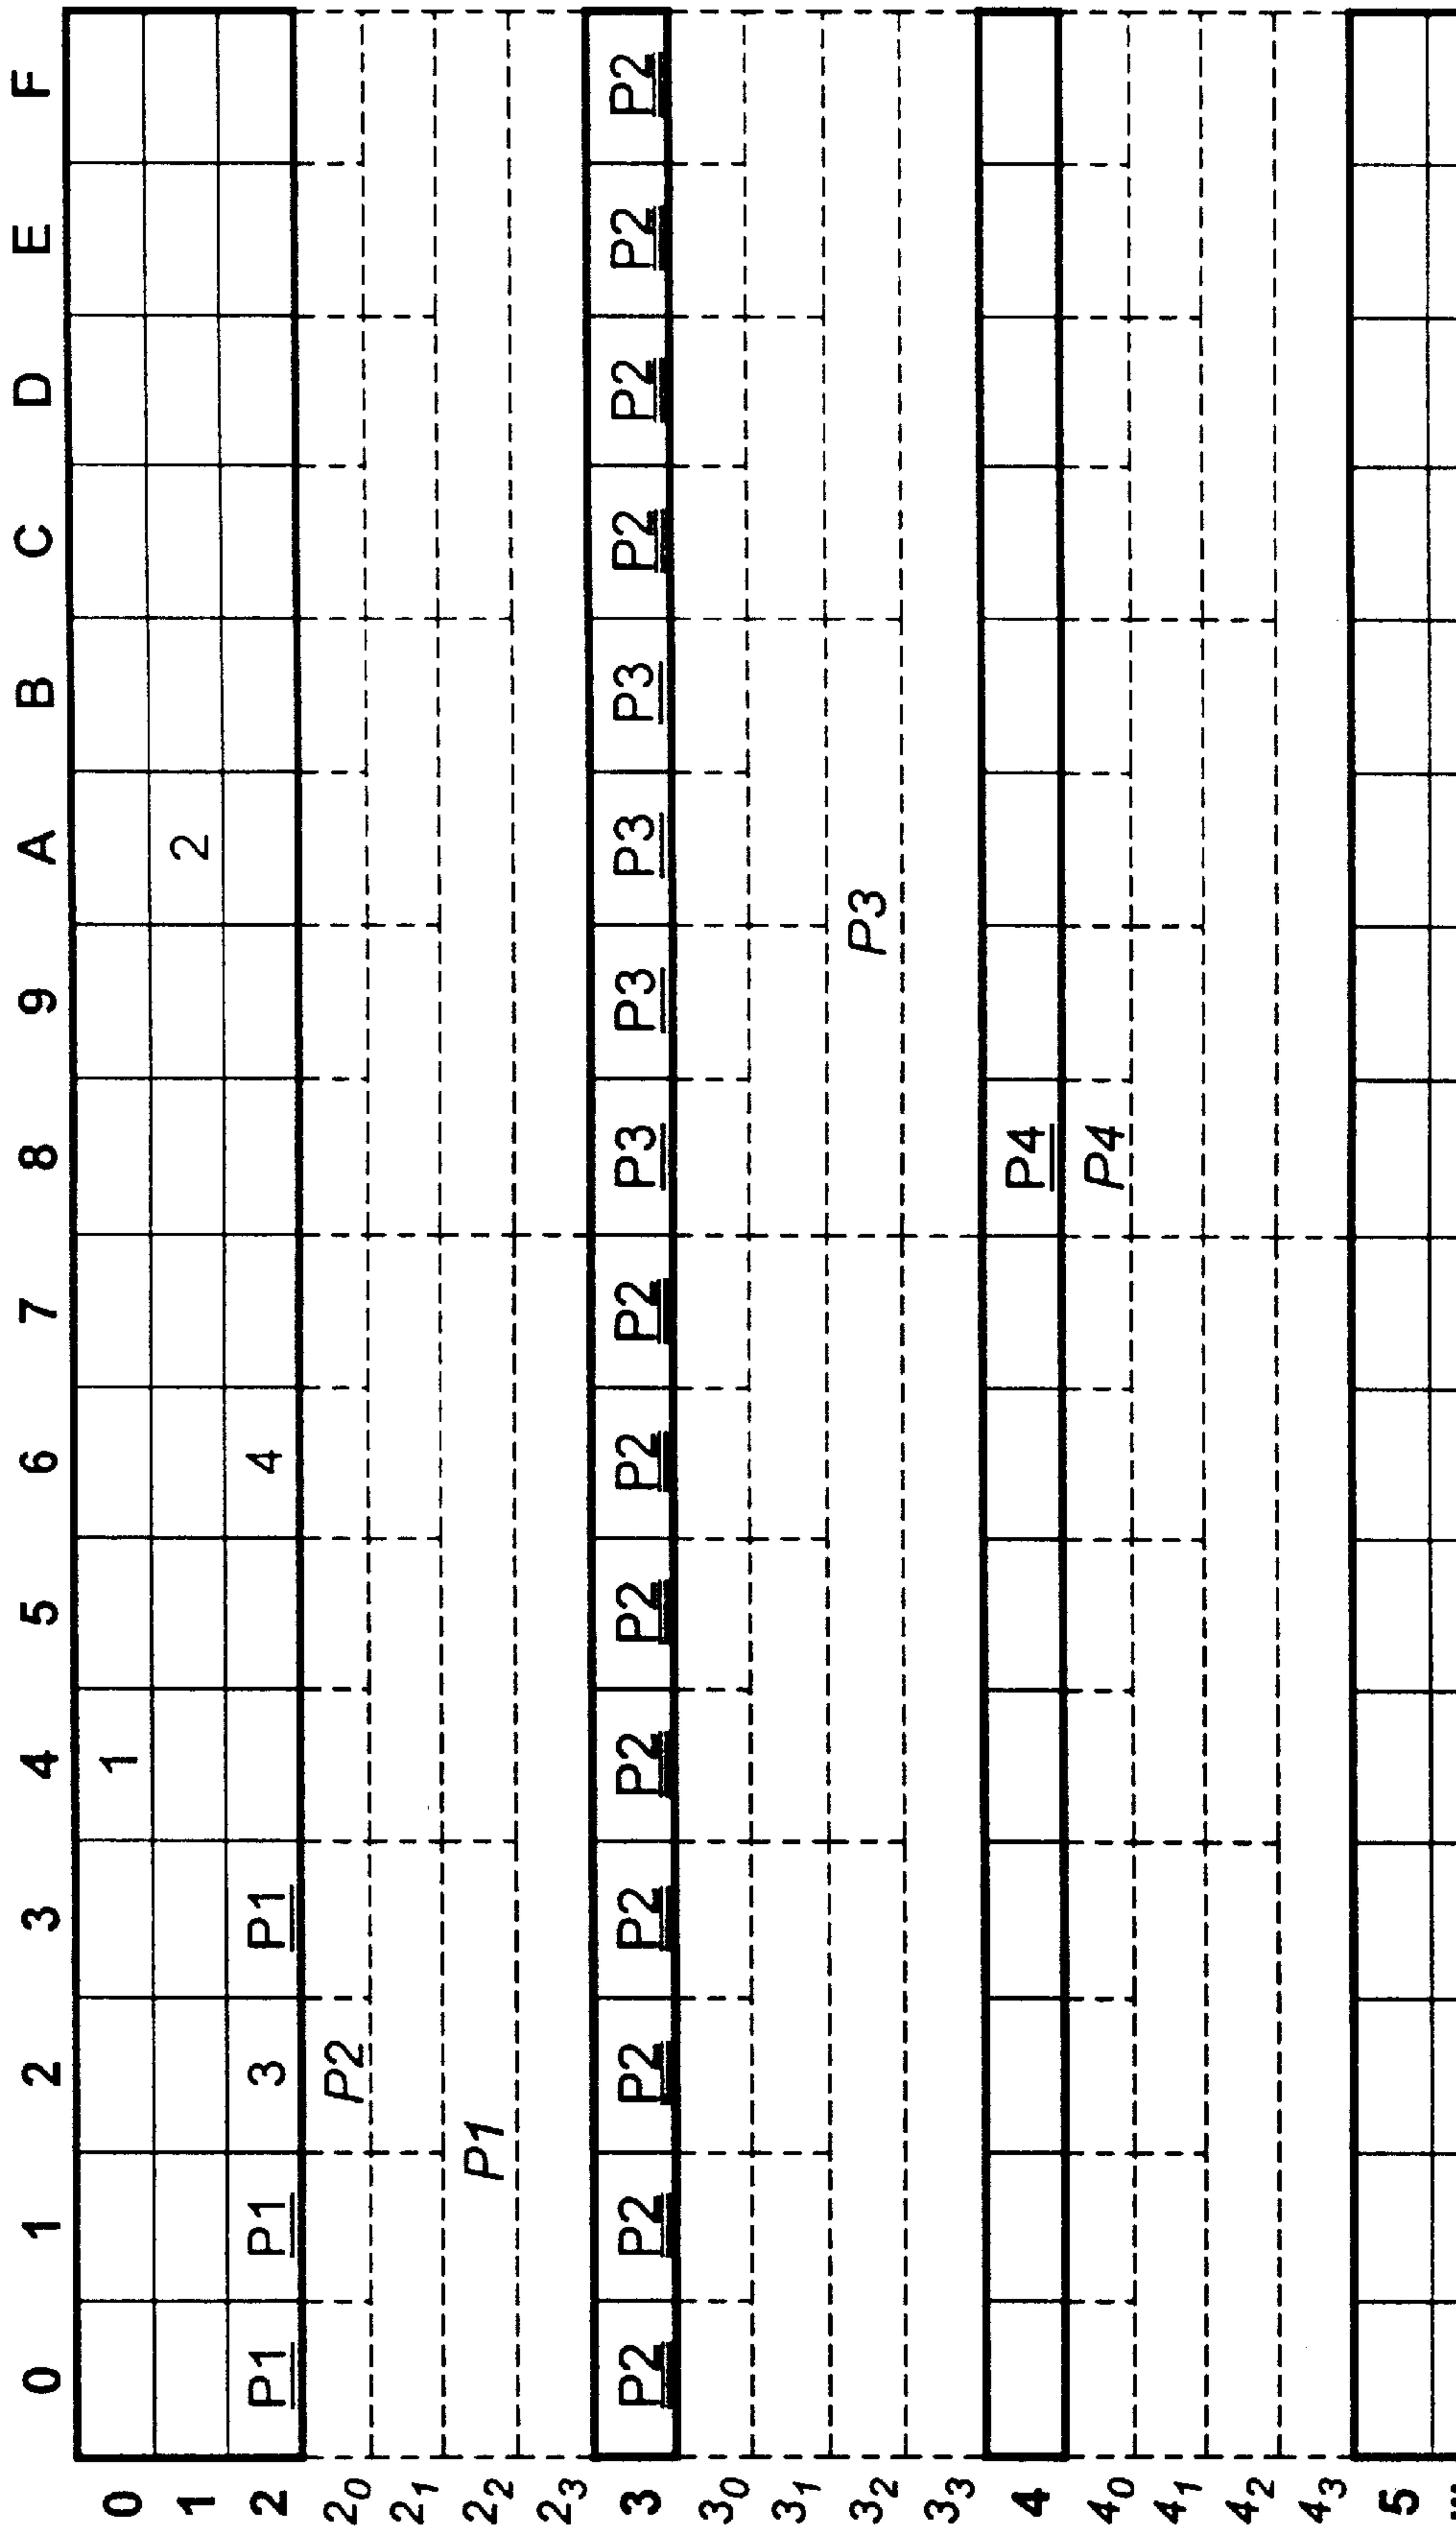 0 1 2 3 4 5 6 7 8 9 A B C D E F
0 1
1 2
2 P1 P1 3 P1 4
2₀ P2
2₁
2₂ P1
2₃
3 P2 P2 P2 P2 P2 P2 P2 P2 P3 P3 P3 P3 P2 P2 P2 P2
3₀
3₁
3₂ P3
3₃
4 P4
4₀ P4
4₁
4₂
4₃
5